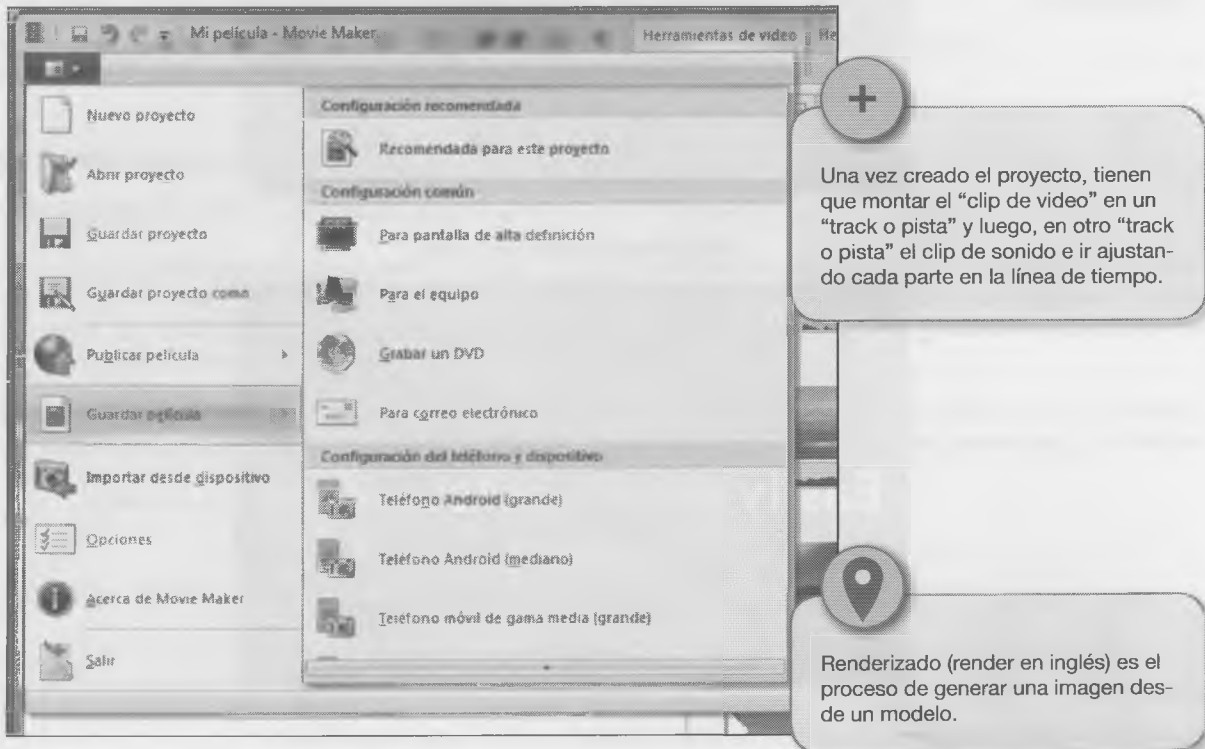 Mi película - Movie Maker
Herramientas de video
He
Nuevo proyecto
Abrir proyecto
Guardar proyecto
Guardar proyecto como
Publicar película
Guardar película
Importar desde dispositivo
Opciones
Acerca de Movie Maker
Salir
Configuración recomendada
Recomendada para este proyecto
Configuración común
Para pantalla de alta definición
Para el equipo
Grabar un DVD
Para correo electrónico
Configuración del teléfono y dispositivo
Teléfono Android (grande)
Teléfono Android (mediano)
Teléfono móvil de gama media (grande)
+
Una vez creado el proyecto, tienen
que montar el “clip de video” en un
“track o pista” y luego, en otro “track
o pista” el clip de sonido e ir ajustan-
do cada parte en la línea de tiempo.
Renderizado (render en inglés) es el
proceso de generar una imagen des-
de un modelo.